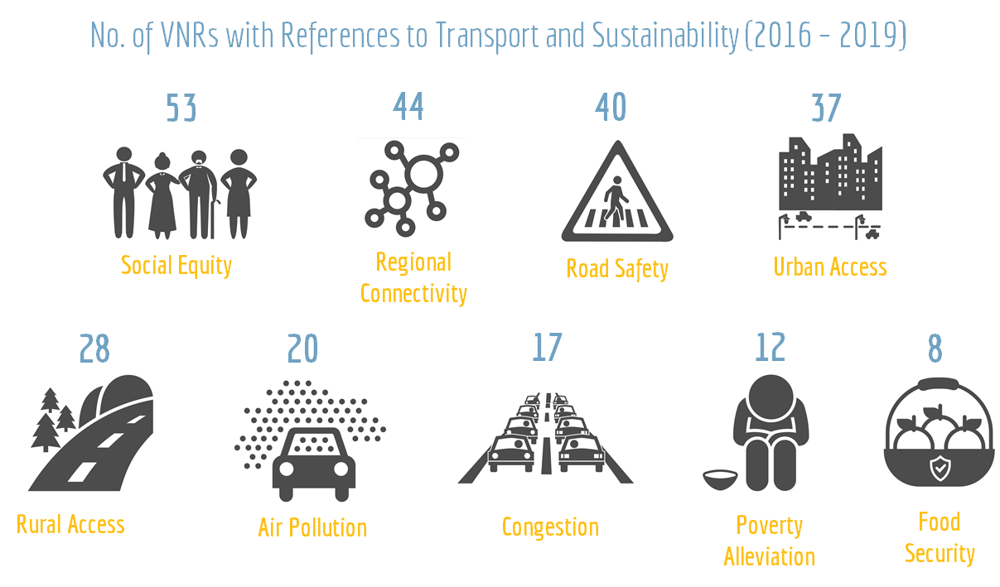 No. of VNRs with References to Transport and Sustainability (2016 – 2019)
53
44
40
37
Social Equity
Regional
Connectivity
Road Safety
Urban Access
28
20
17
12
8
Rural Access
Air Pollution
Congestion
Poverty
Alleviation
Food
Security